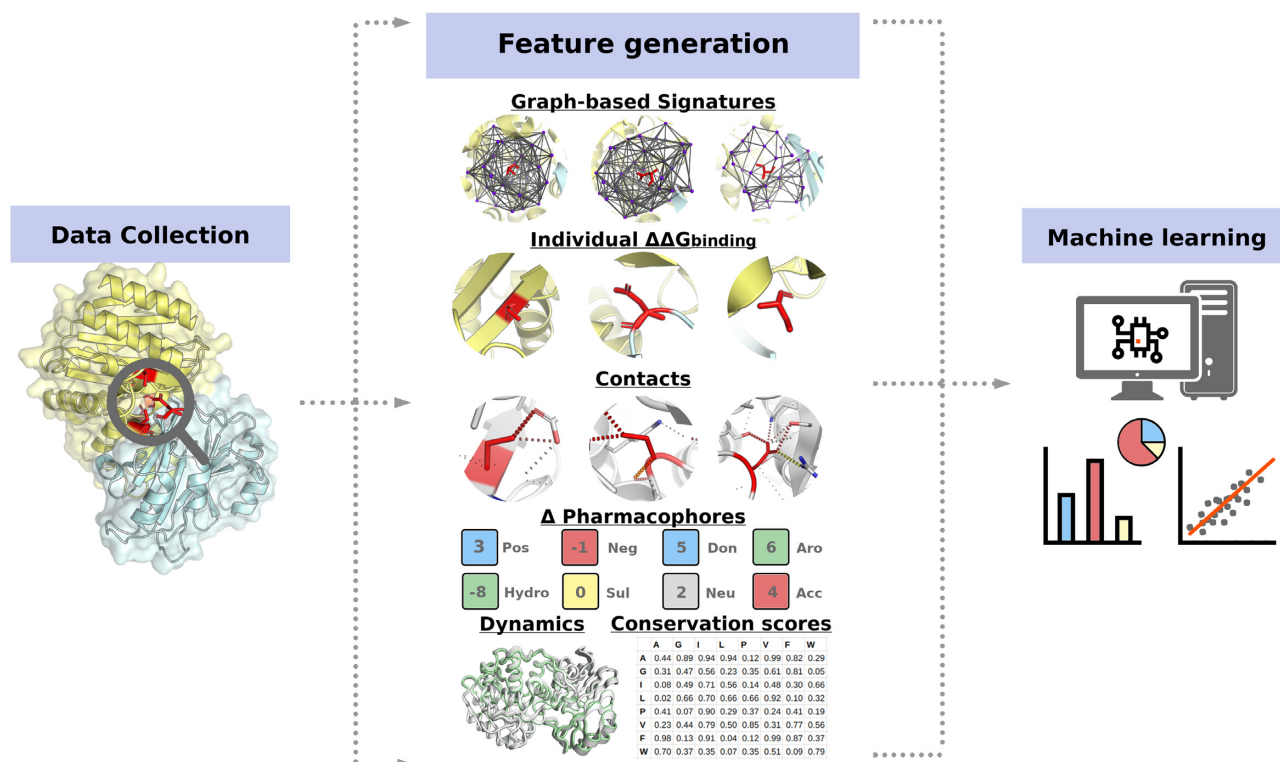 Feature generation
Graph-based Signatures
Data Collection
Individual ΔΔGbinding
Machine learning
Contacts
Δ Pharmacophores
3 Pos -1 Neg 5 Don 6 Aro
-8 Hydro 0 Sul 2 Neu 4 Acc
Dynamics Conservation scores
A G I L P V F W
A 0.44 0.89 0.94 0.94 0.12 0.99 0.82 0.29
G 0.31 0.47 0.56 0.23 0.35 0.61 0.81 0.05
I 0.08 0.49 0.71 0.56 0.14 0.48 0.30 0.66
L 0.02 0.66 0.70 0.66 0.66 0.92 0.10 0.32
P 0.41 0.07 0.90 0.29 0.37 0.24 0.41 0.19
V 0.23 0.44 0.79 0.50 0.85 0.31 0.77 0.56
F 0.98 0.13 0.91 0.04 0.12 0.99 0.87 0.37
W 0.70 0.37 0.35 0.07 0.35 0.51 0.09 0.79